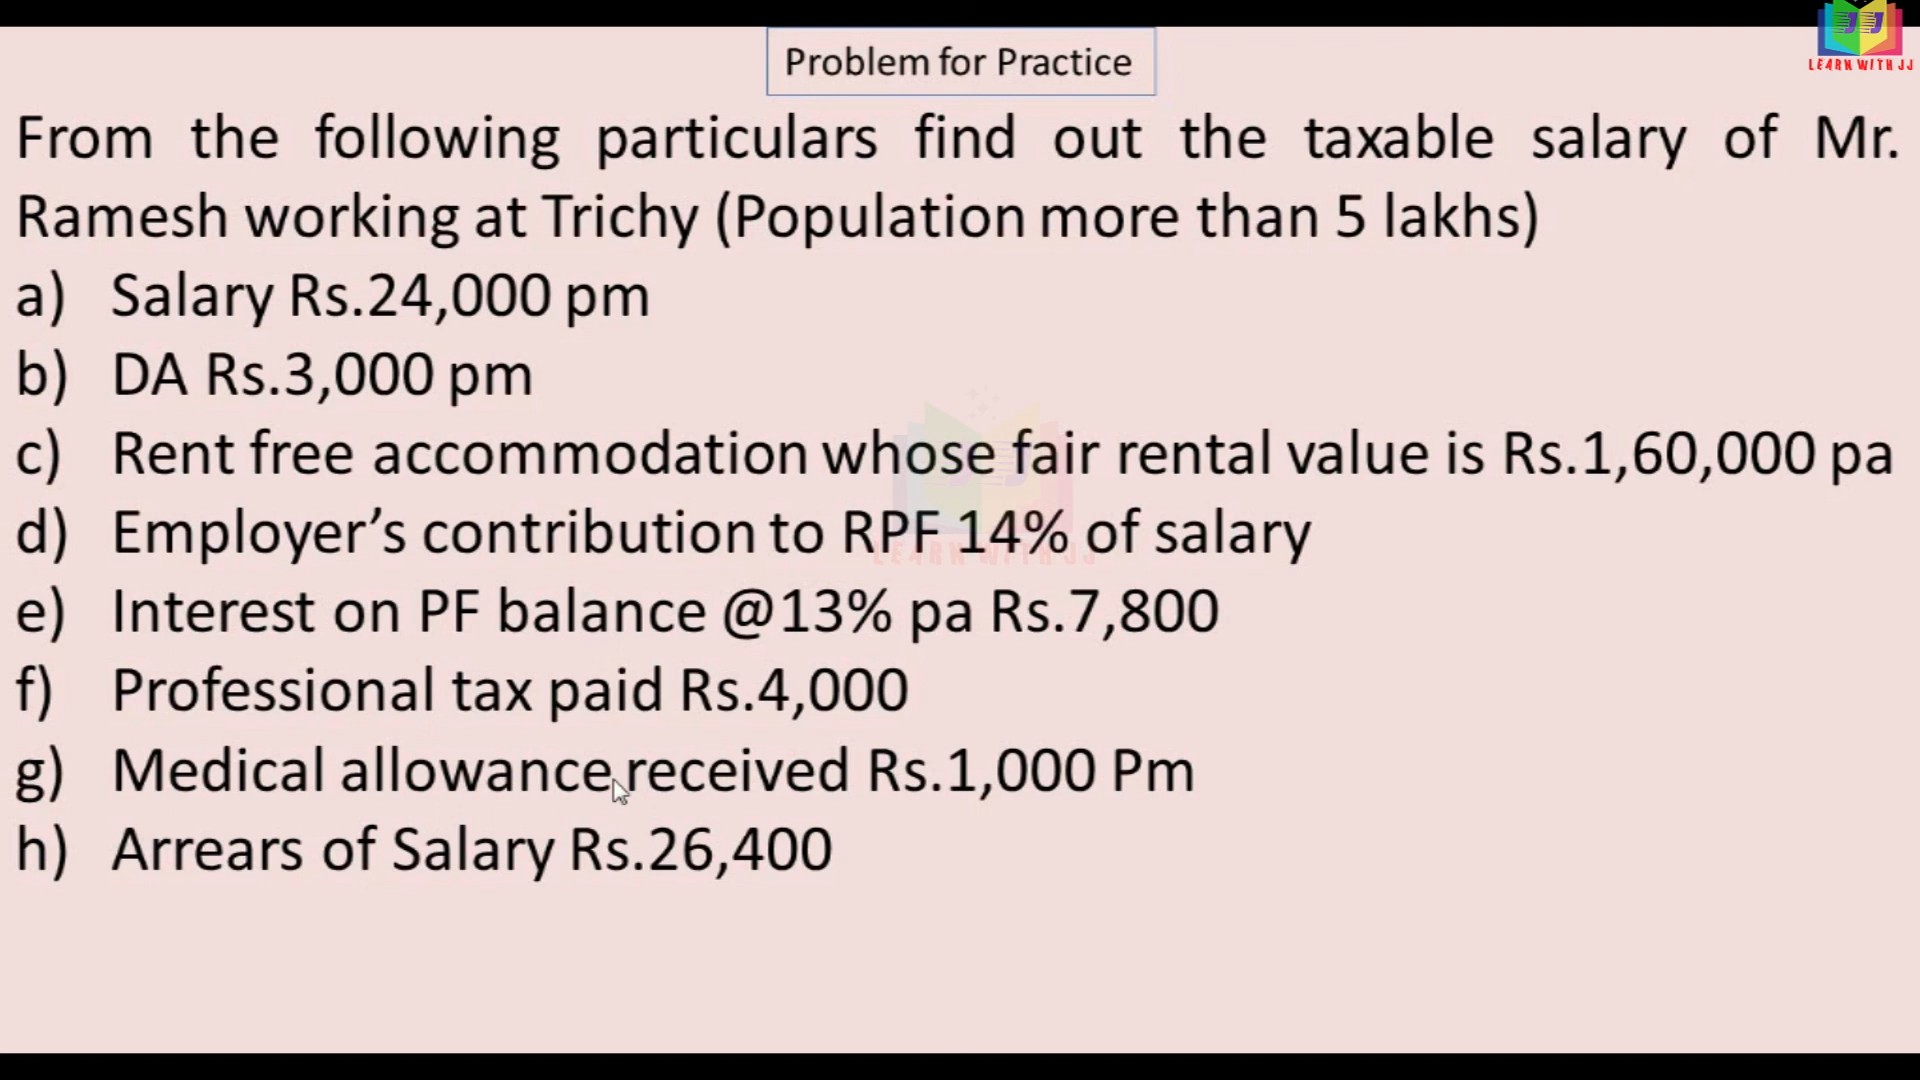 LEARN WITH JJ
Problem for Practice
From the following particulars find out the taxable salary of Mr.
Ramesh working at Trichy (Population more than 5 lakhs)
a) Salary Rs.24,000 pm
b) DA Rs.3,000 pm
c) Rent free accommodation whose fair rental value is Rs.1,60,000 pa
d) Employer’s contribution to RPF 14% of salary
LEARN WITH JJ
e) Interest on PF balance @13% pa Rs.7,800
f) Professional tax paid Rs.4,000
g) Medical allowance received Rs.1,000 Pm
h) Arrears of Salary Rs.26,400